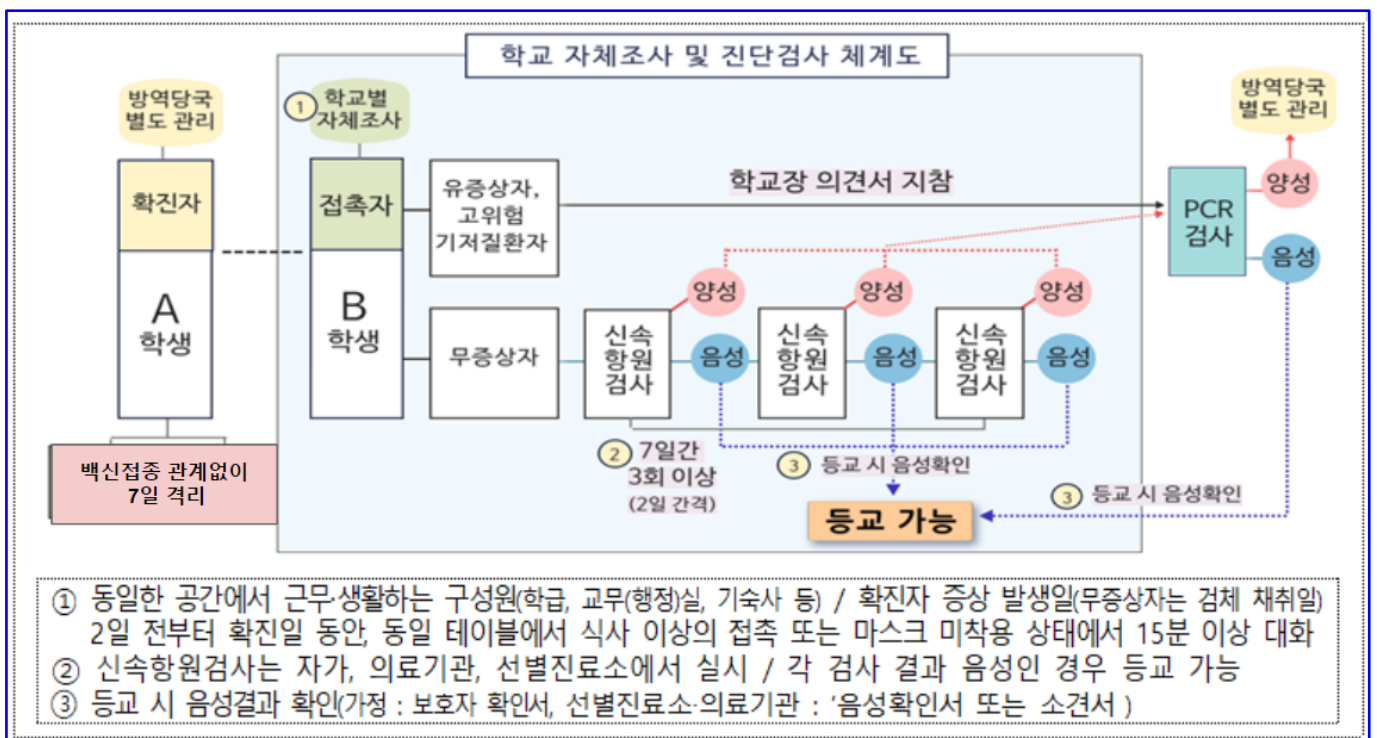 학교 자체조사 및 진단검사 체계도
방역당국
별도 관리
① 학교별
자체조사
방역당국
별도 관리
확진자
접촉자
유증상자,
고위험
기저질환자
학교장 의견서 지참
PCR
검사
양성
음성
A
학생
B
학생
무증상자
신속
항원
검사
양성
음성
신속
항원
검사
양성
음성
신속
항원
검사
양성
음성
백신접종 관계없이
7일 격리
② 7일간
3회 이상
(2일 간격)
③ 등교 시 음성확인
③ 등교 시 음성확인
등교 가능
① 동일한 공간에서 근무·생활하는 구성원(학급, 교무(행정)실, 기숙사 등) / 확진자 증상 발생일(무증상자는 검체 채취일)
2일 전부터 확진일 동안, 동일 테이블에서 식사 이상의 접촉 또는 마스크 미착용 상태에서 15분 이상 대화
② 신속항원검사는 자가, 의료기관, 선별진료소에서 실시 / 각 검사 결과 음성인 경우 등교 가능
③ 등교 시 음성결과 확인(가정 : 보호자 확인서, 선별진료소·의료기관 : ‘음성확인서 또는 소견서 )